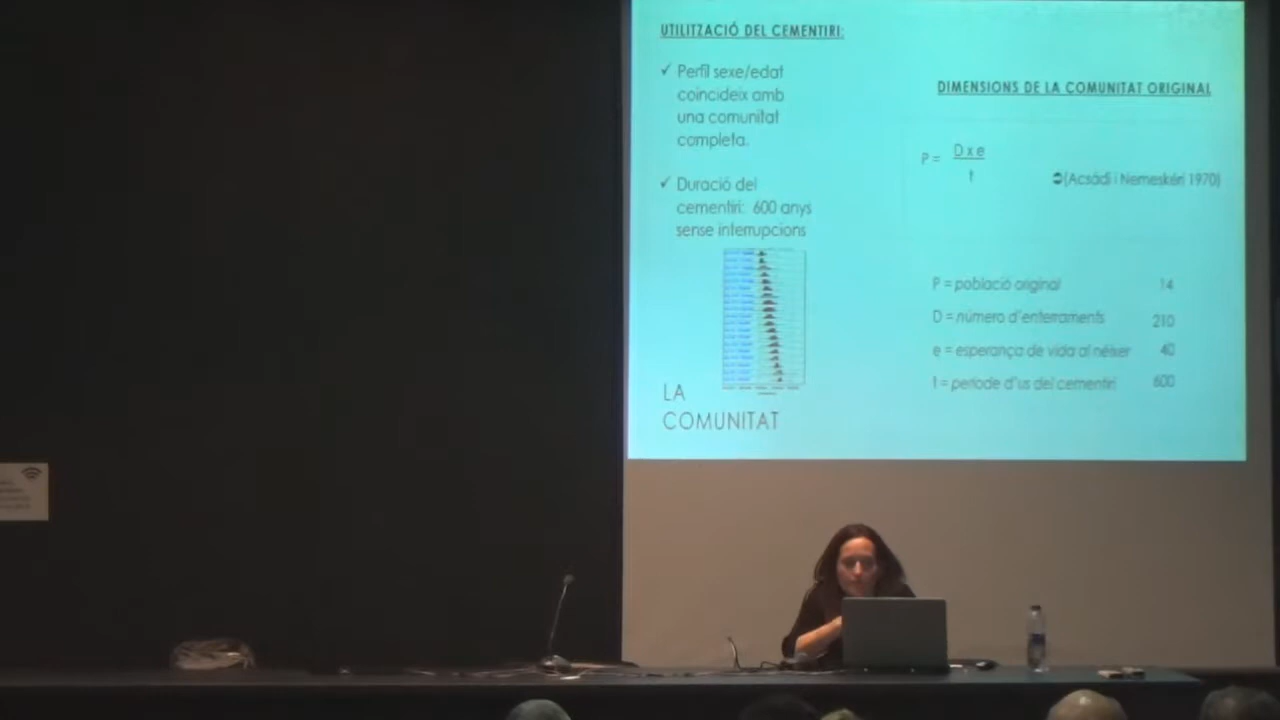 UTILITZACIÓ DEL CEMENTIRI:
✓ Perfil sexe/edat
coincideix amb
una comunitat
completa.
✓ Duració del
cementiri: 600 anys
sense interrupcions
LA
COMUNITAT
DIMENSIONS DE LA COMUNITAT ORIGINAL
P = D x e
t
➲(Acsádi i Nemeskéri 1970)
P = població original 14
D = número d'enterraments 210
e = esperança de vida al néixer 40
t = període d'us del cementiri 600